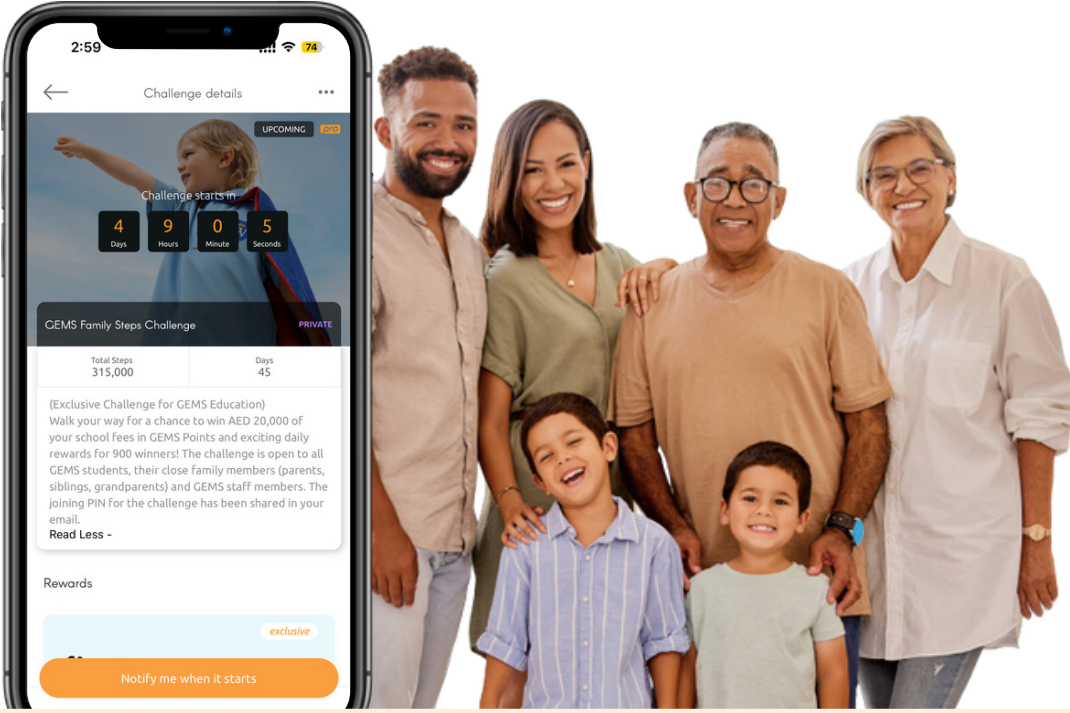 2:59
74
Challenge details
UPCOMING
pro
Challenge starts in
4 9 0 5
Days Hours Minute Seconds
GEMS Family Steps Challenge
PRIVATE
Total Steps Days
315,000 45
(Exclusive Challenge for GEMS Education)
Walk your way for a chance to win AED 20,000 of
your school fees in GEMS Points and exciting daily
rewards for 900 winners! The challenge is open to all
GEMS students, their close family members (parents,
siblings, grandparents) and GEMS staff members. The
joining PIN for the challenge has been shared in your
email.
Read Less -
Rewards
exclusive
Notify me when it starts